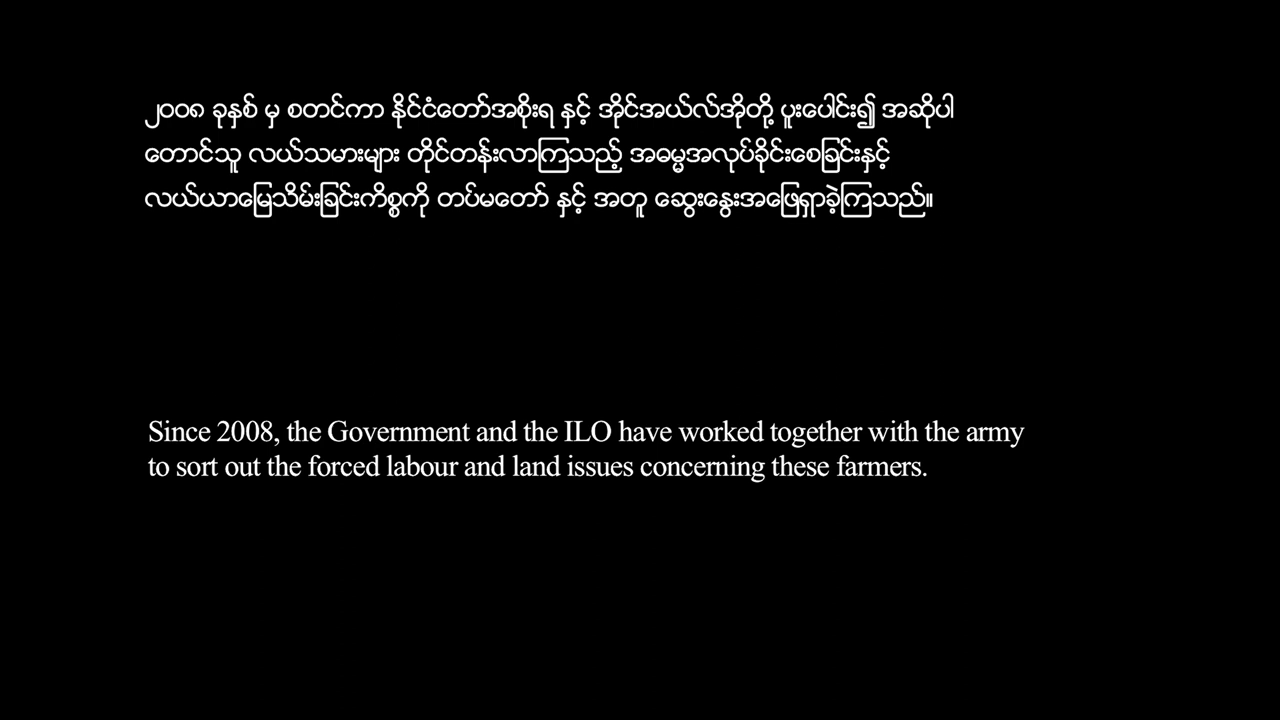 ၂၀၀၈ ခုနှစ် မှ စတင်ကာ နိုင်ငံတော်အစိုးရ နှင့် အိုင်အယ်လ်အိုတို့ ပူးပေါင်း၍ အဆိုပါ
တောင်သူ လယ်သမားများ တိုင်တန်းလာကြသည့် အဓမ္မအလုပ်ခိုင်းစေခြင်းနှင့်
လယ်ယာမြေသိမ်းခြင်းကိစ္စကို တပ်မတော် နှင့် အတူ ဆွေးနွေးအဖြေရှာခဲ့ကြသည်။
Since 2008, the Government and the ILO have worked together with the army
to sort out the forced labour and land issues concerning these farmers.